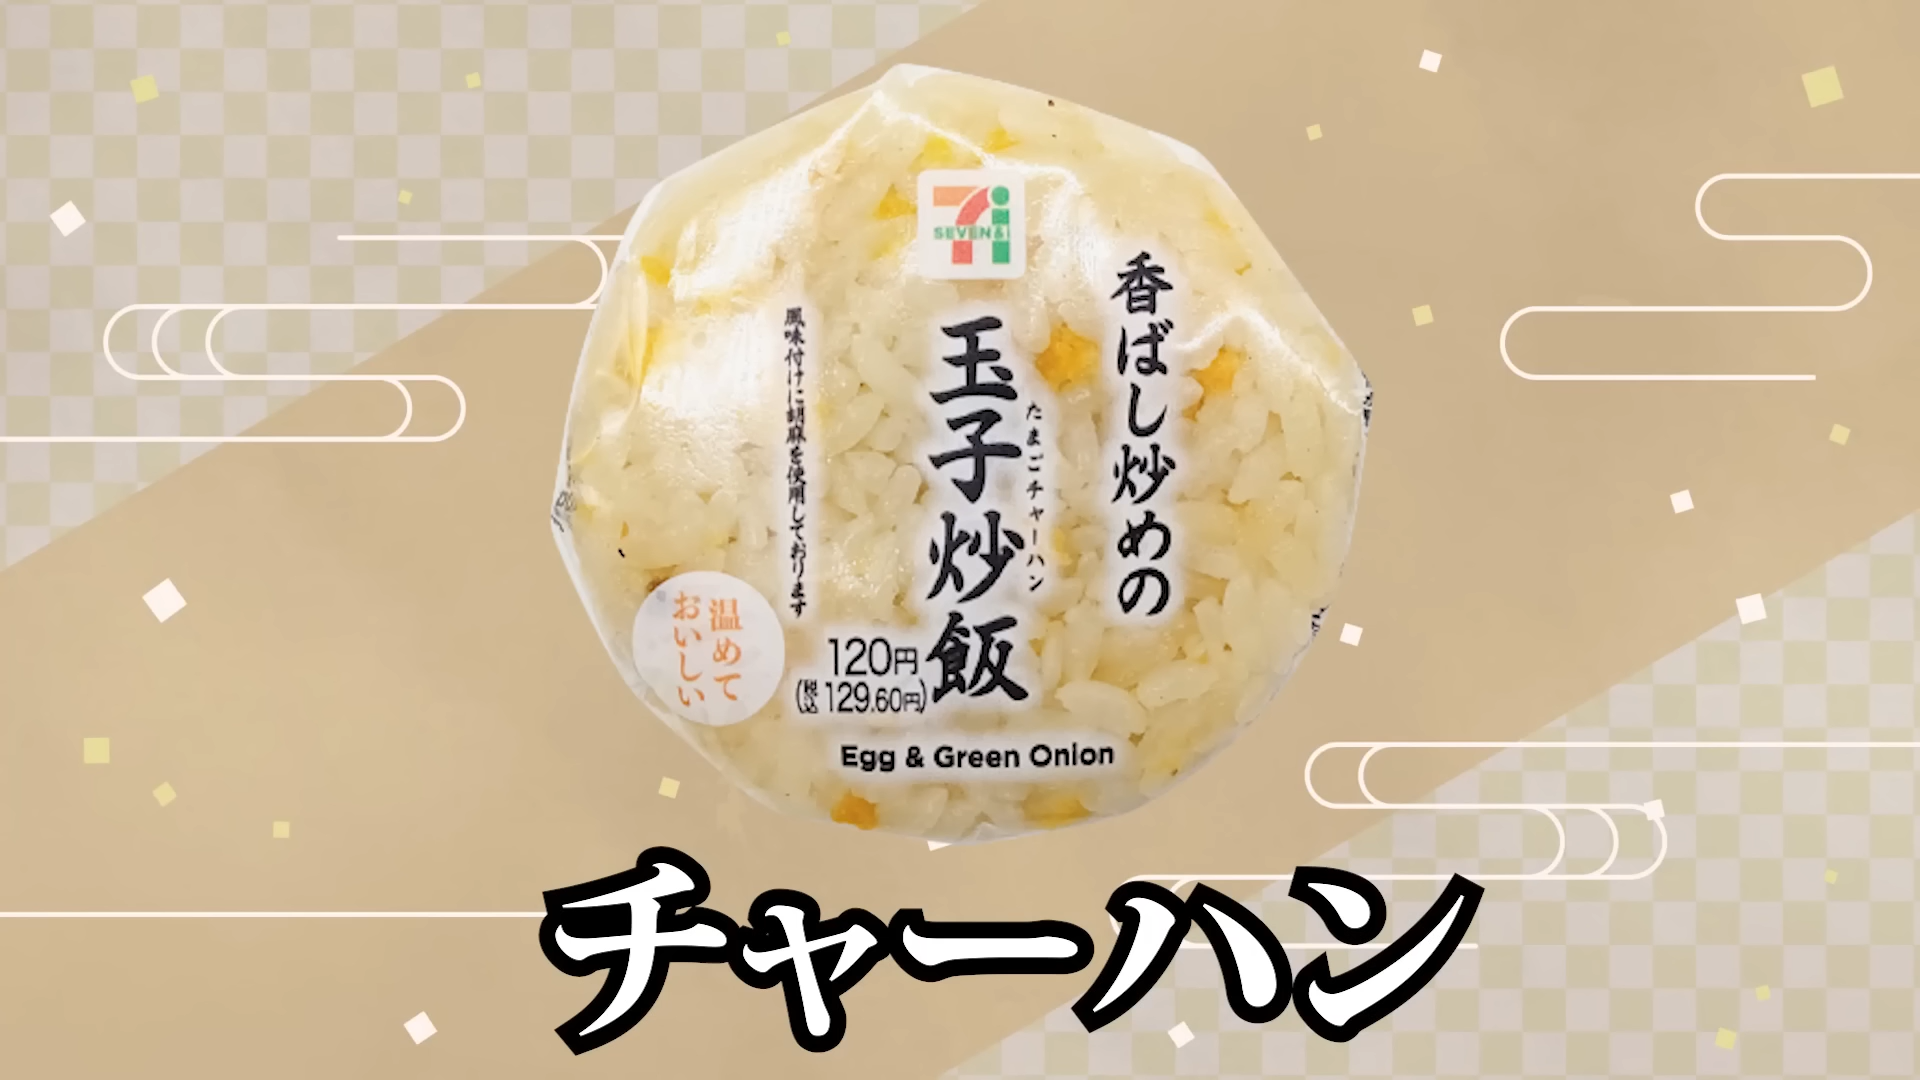 7i
SEVEN&i
香ばし炒めの
玉子炒飯
たまごチャーハン
風味付けに胡麻を使用しております
温めて
おいしい
120円
(税込129.60円)
Egg & Green Onion
チャーハン